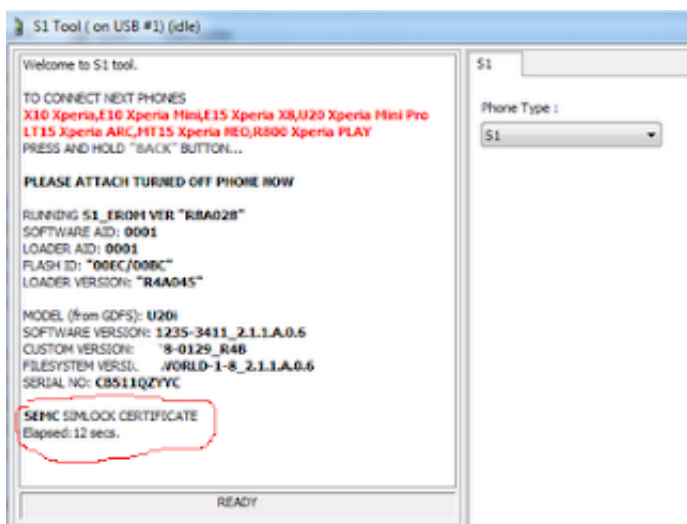 S1 Tool ( on USB #1) (idle)
Welcome to S1 tool.
TO CONNECT NEXT PHONES
X10 Xperia,E10 Xperia Mini,E15 Xperia X8,U20 Xperia Mini Pro
LT15 Xperia ARC,MT15 Xperia NEO,R800 Xperia PLAY
PRESS AND HOLD "BACK" BUTTON...
PLEASE ATTACH TURNED OFF PHONE NOW
RUNNING S1_EROM VER "R8A028"
SOFTWARE AID: 0001
LOADER AID: 0001
FLASH ID: "00EC/00BC"
LOADER VERSION: "R4A045"
MODEL (from GDFS): U20i
SOFTWARE VERSION: 1235-3411_2.1.1.A.0.6
CUSTOM VERSION: 8-0129_R4B
FILESYSTEM WORLD-1-8_2.1.1.A.0.6
SERIAL NO: CB511QZYYC
SEMC SIMLOCK CERTIFICATE
Elapsed: 12 secs.
READY
S1
Phone Type :
S1